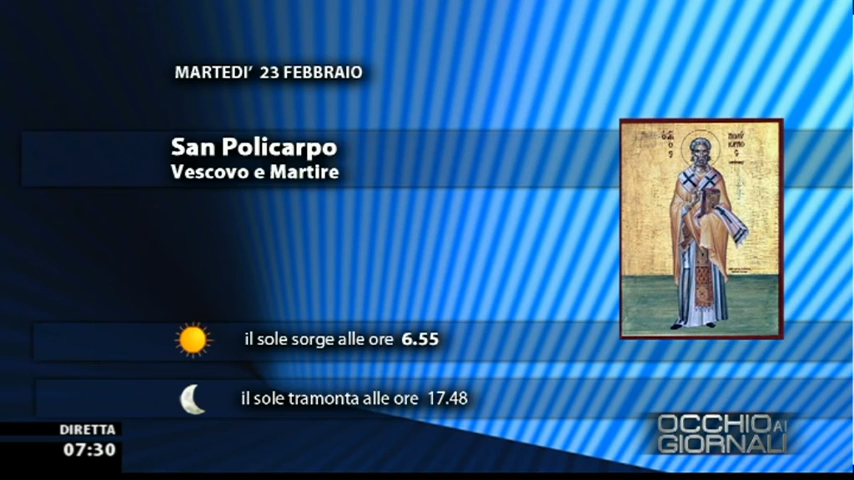 MARTEDI' 23 FEBBRAIO
San Policarpo
Vescovo e Martire
il sole sorge alle ore 6.55
il sole tramonta alle ore 17.48
DIRETTA
07:30
OCCHIO AI
GIORNALI